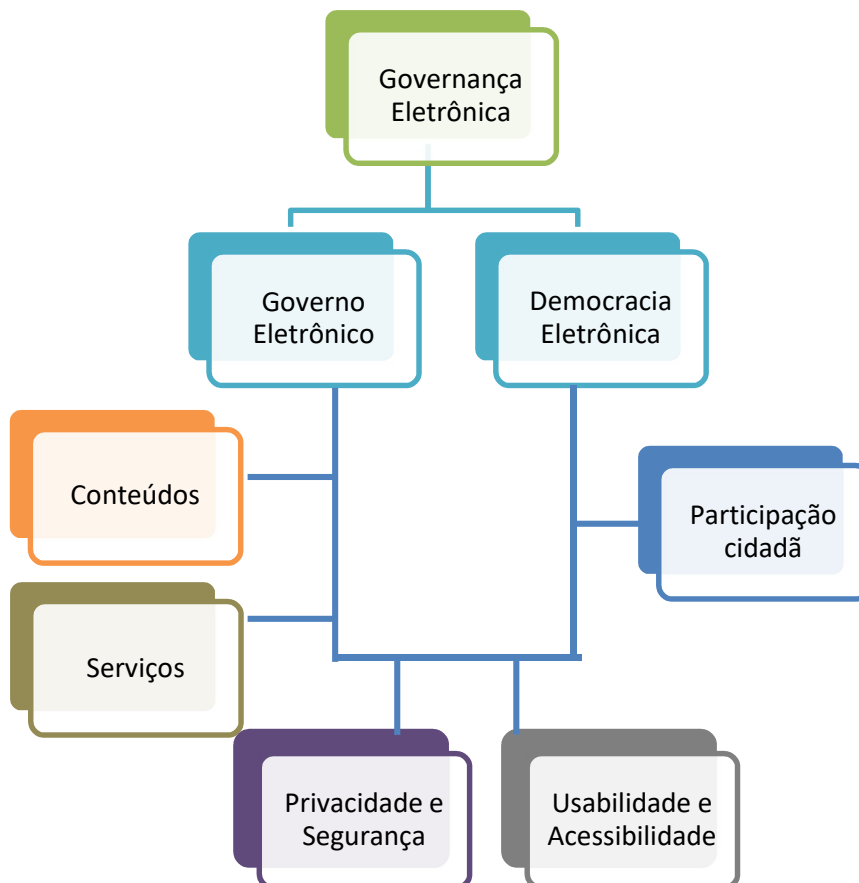 Governança
Eletrônica
Governo
Eletrônico
Democracia
Eletrônica
Conteúdos
Participação
cidadã
Serviços
Privacidade e
Segurança
Usabilidade e
Acessibilidade